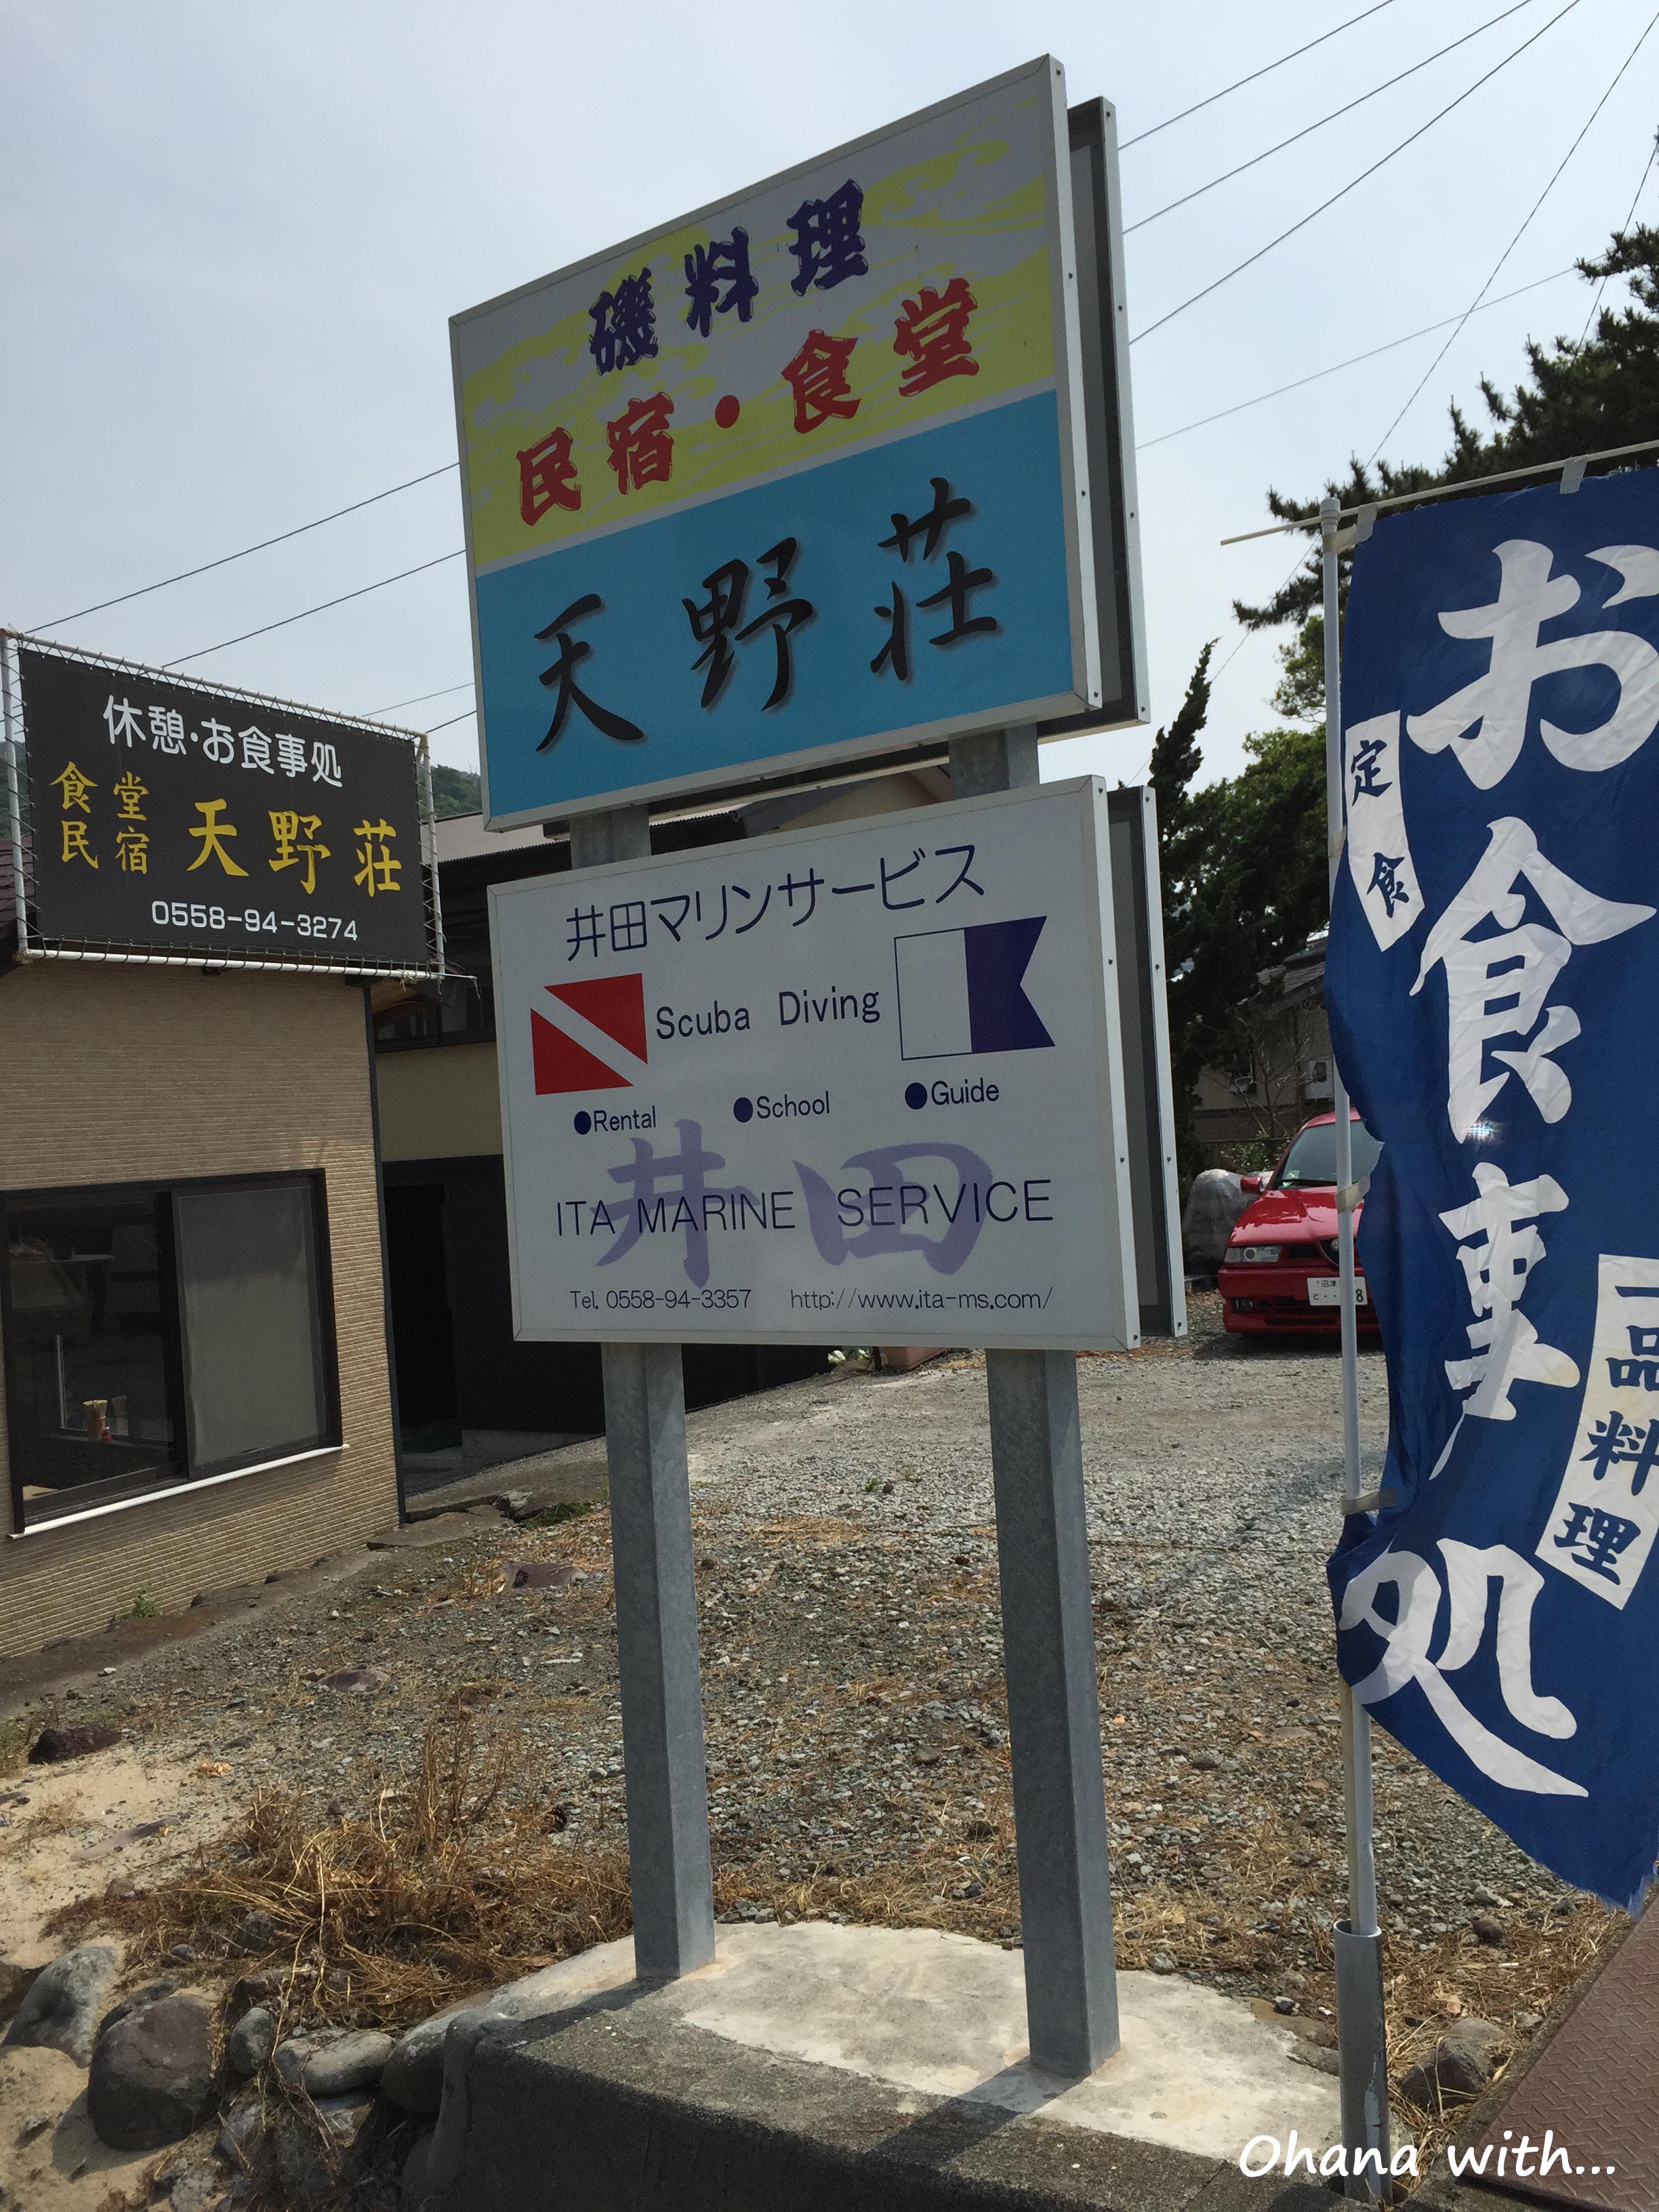 磯料理
民宿・食堂
天野荘
休憩・お食事処
食堂
民宿
天野荘
0558-94-3274
井田マリンサービス
Scuba Diving
●Rental ●School ●Guide
井田
ITA MARINE SERVICE
Tel. 0558-94-3357 http://www.ita-ms.com/
お食事処
定食
一品料理
沼津
8
Ohana with...